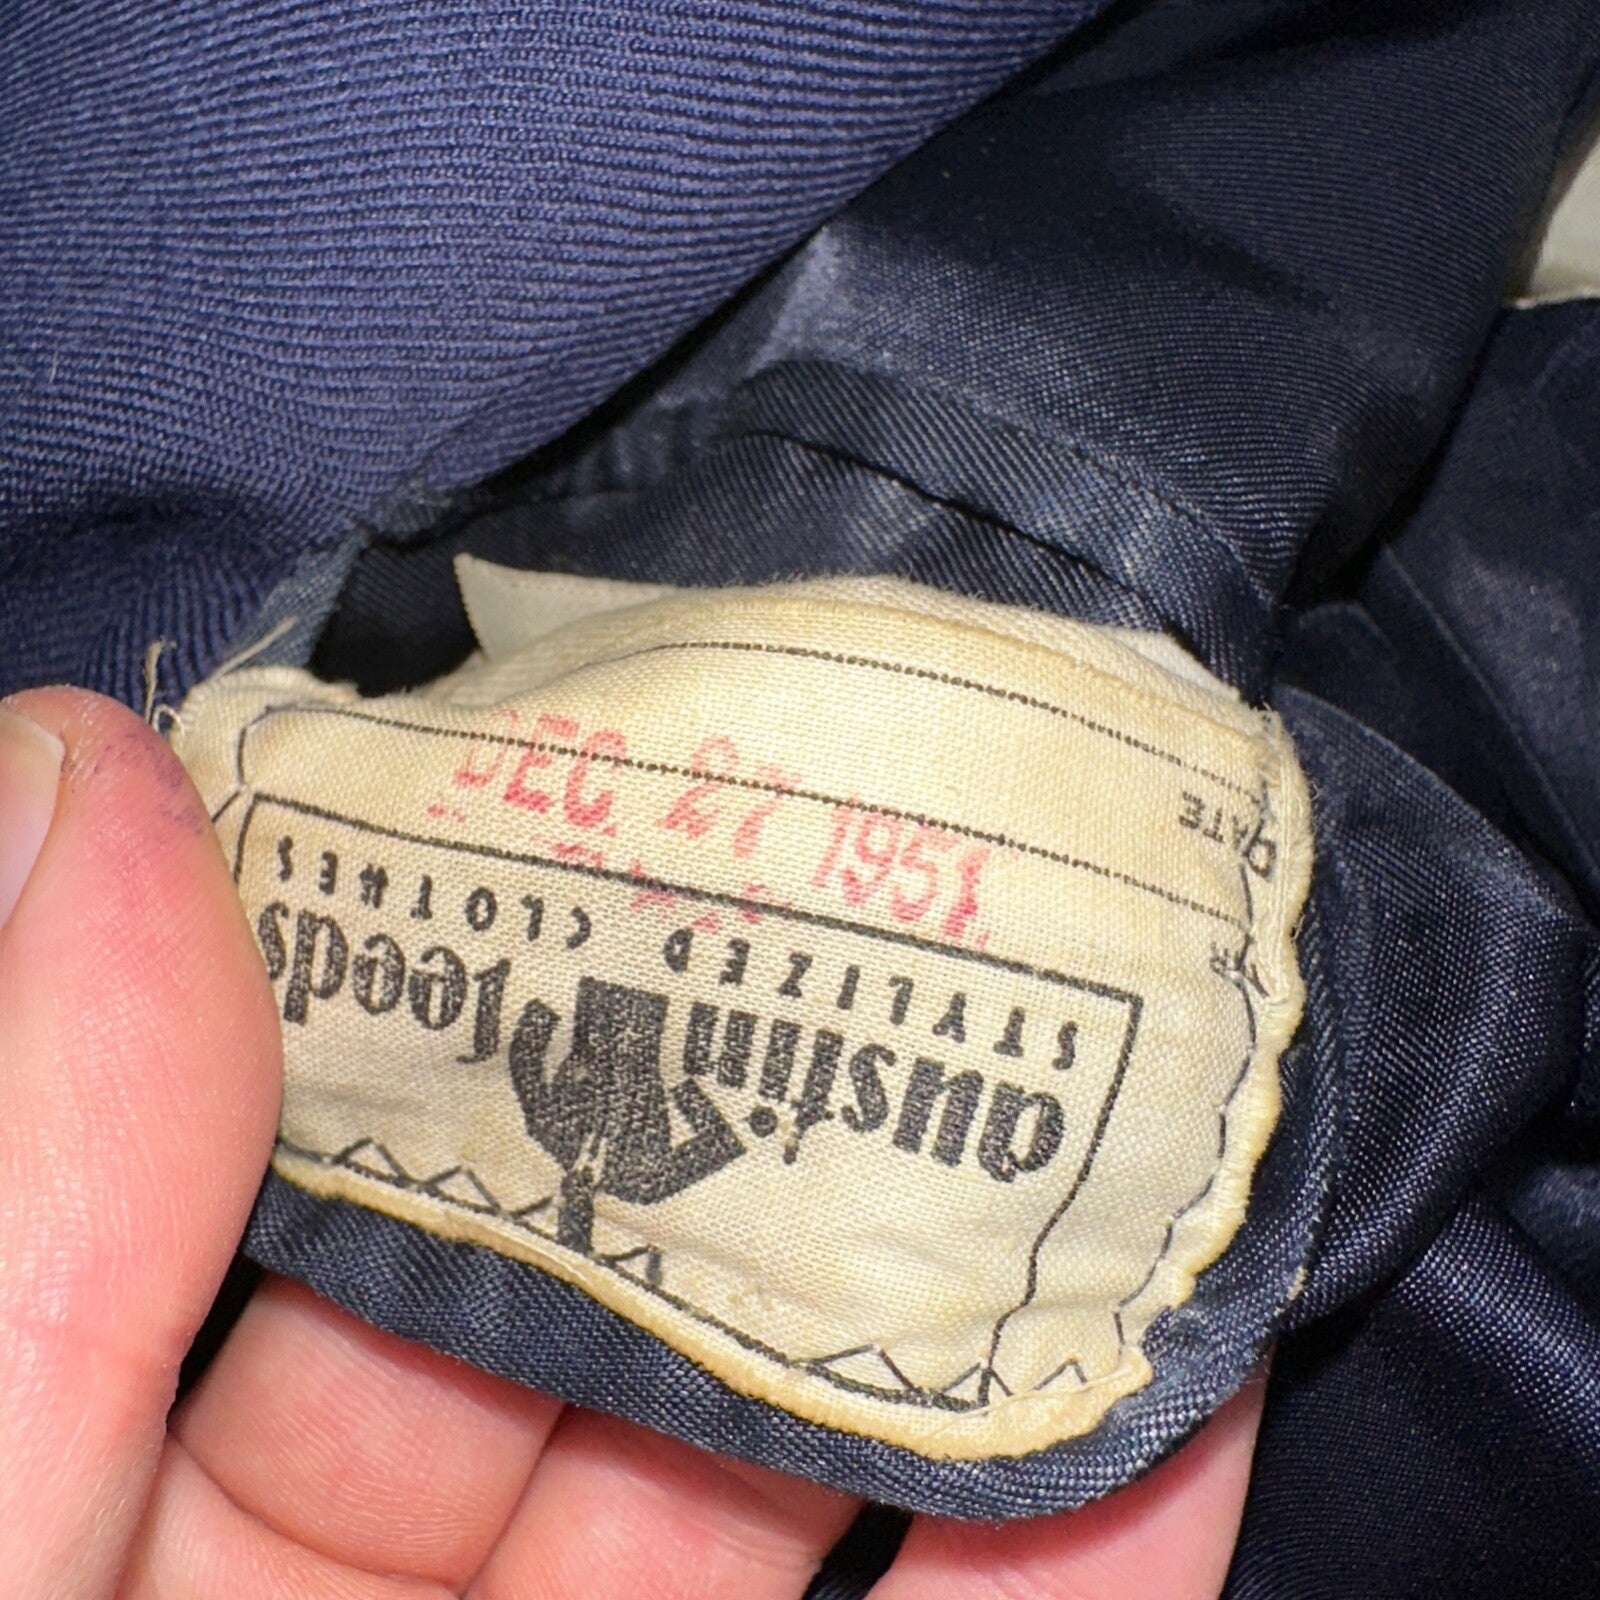 austin leeds
STYLIZED CLOTHES
#
DEC 27 1951
DATE